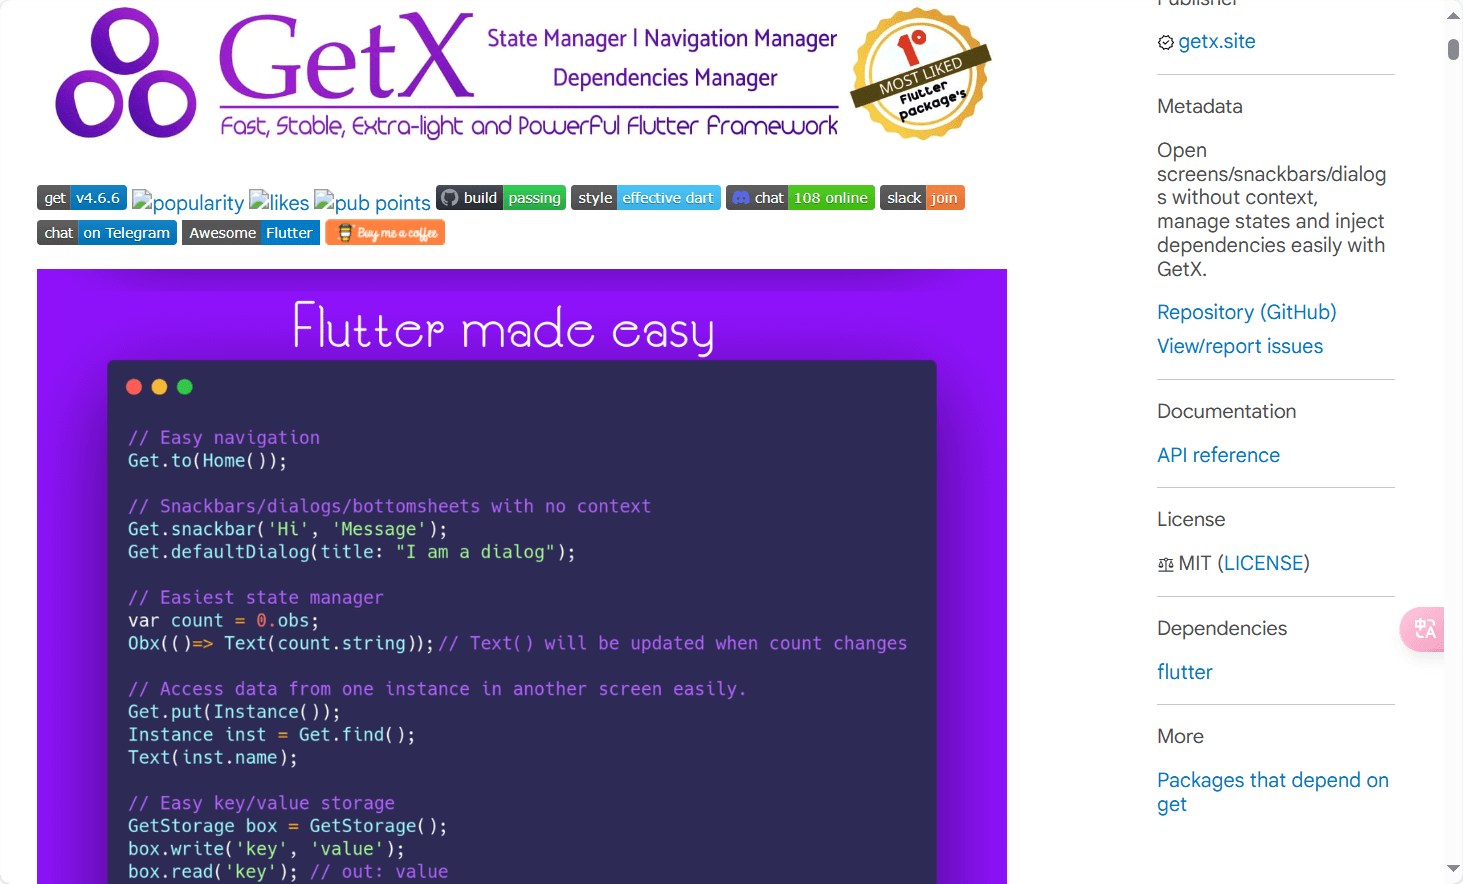 GetX
State Manager | Navigation Manager
Dependencies Manager
Fast, Stable, Extra-light and Powerful Flutter Framework
1º
MOST LIKED
Flutter
package's
get v4.6.6 popularity likes pub points build passing style effective dart chat 108 online slack join
chat on Telegram Awesome Flutter Buy me a coffee
Flutter made easy
// Easy navigation
Get.to(Home());
// Snackbars/dialogs/bottomsheets with no context
Get.snackbar('Hi', 'Message');
Get.defaultDialog(title: "I am a dialog");
// Easiest state manager
var count = 0.obs;
Obx(()=> Text(count.string));// Text() will be updated when count changes
// Access data from one instance in another screen easily.
Get.put(Instance());
Instance inst = Get.find();
Text(inst.name);
// Easy key/value storage
GetStorage box = GetStorage();
box.write('key', 'value');
box.read('key'); // out: value
Publisher
getx.site
Metadata
Open
screens/snackbars/dialog
s without context,
manage states and inject
dependencies easily with
GetX.
Repository (GitHub)
View/report issues
Documentation
API reference
License
MIT (LICENSE)
Dependencies
flutter
More
Packages that depend on
get
中A